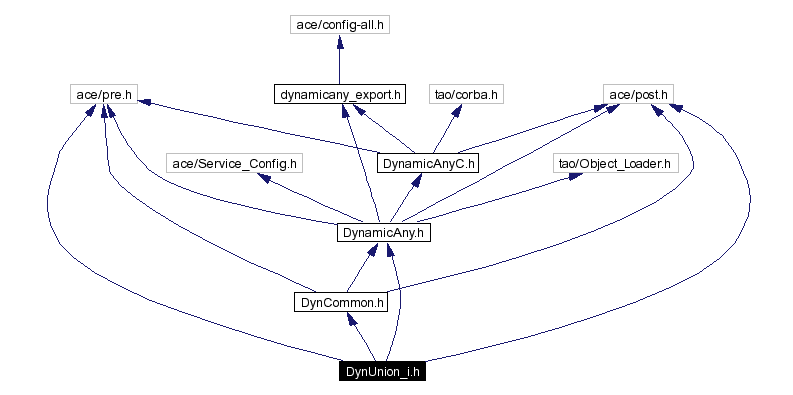 ace/config-all.h
ace/pre.h
dynamicany_export.h
tao/corba.h
ace/post.h
ace/Service_Config.h
DynamicAnyC.h
tao/Object_Loader.h
DynamicAny.h
DynCommon.h
DynUnion_i.h